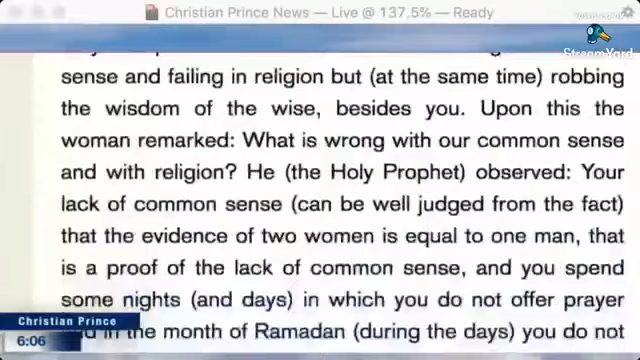 Christian Prince News — Live @ 137.5% — Ready
StreamYard
sense and failing in religion but (at the same time) robbing
the wisdom of the wise, besides you. Upon this the
woman remarked: What is wrong with our common sense
and with religion? He (the Holy Prophet) observed: Your
lack of common sense (can be well judged from the fact)
that the evidence of two women is equal to one man, that
is a proof of the lack of common sense, and you spend
some nights (and days) in which you do not offer prayer
in the month of Ramadan (during the days) you do not
Christian Prince
6:06